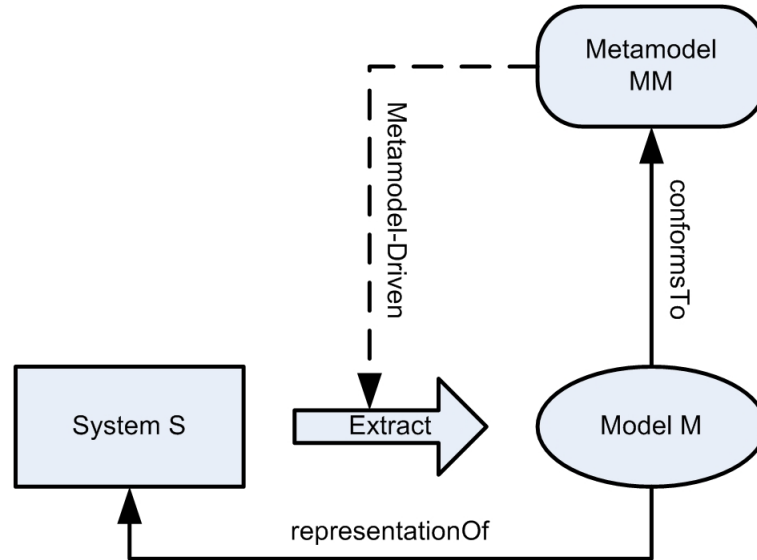 Metamodel
MM
Metamodel-Driven
conformsTo
System S
Extract
Model M
representationOf